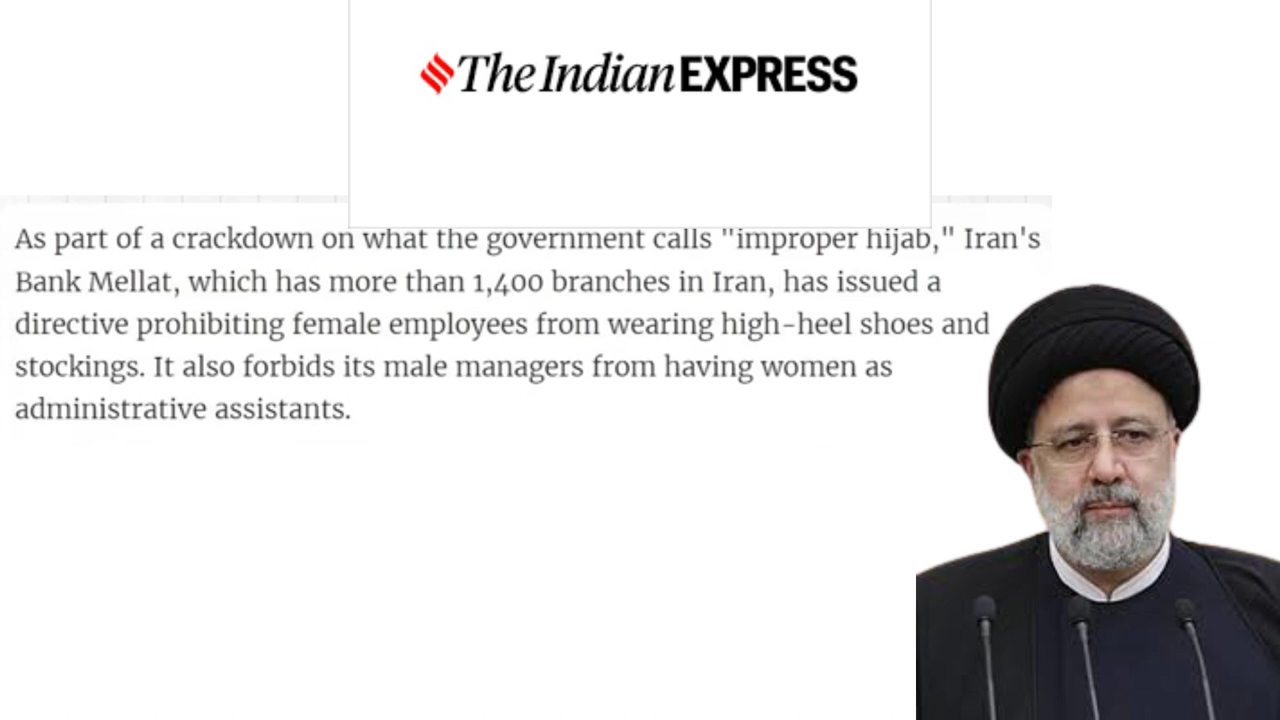 The Indian EXPRESS
As part of a crackdown on what the government calls "improper hijab," Iran's
Bank Mellat, which has more than 1,400 branches in Iran, has issued a
directive prohibiting female employees from wearing high-heel shoes and
stockings. It also forbids its male managers from having women as
administrative assistants.